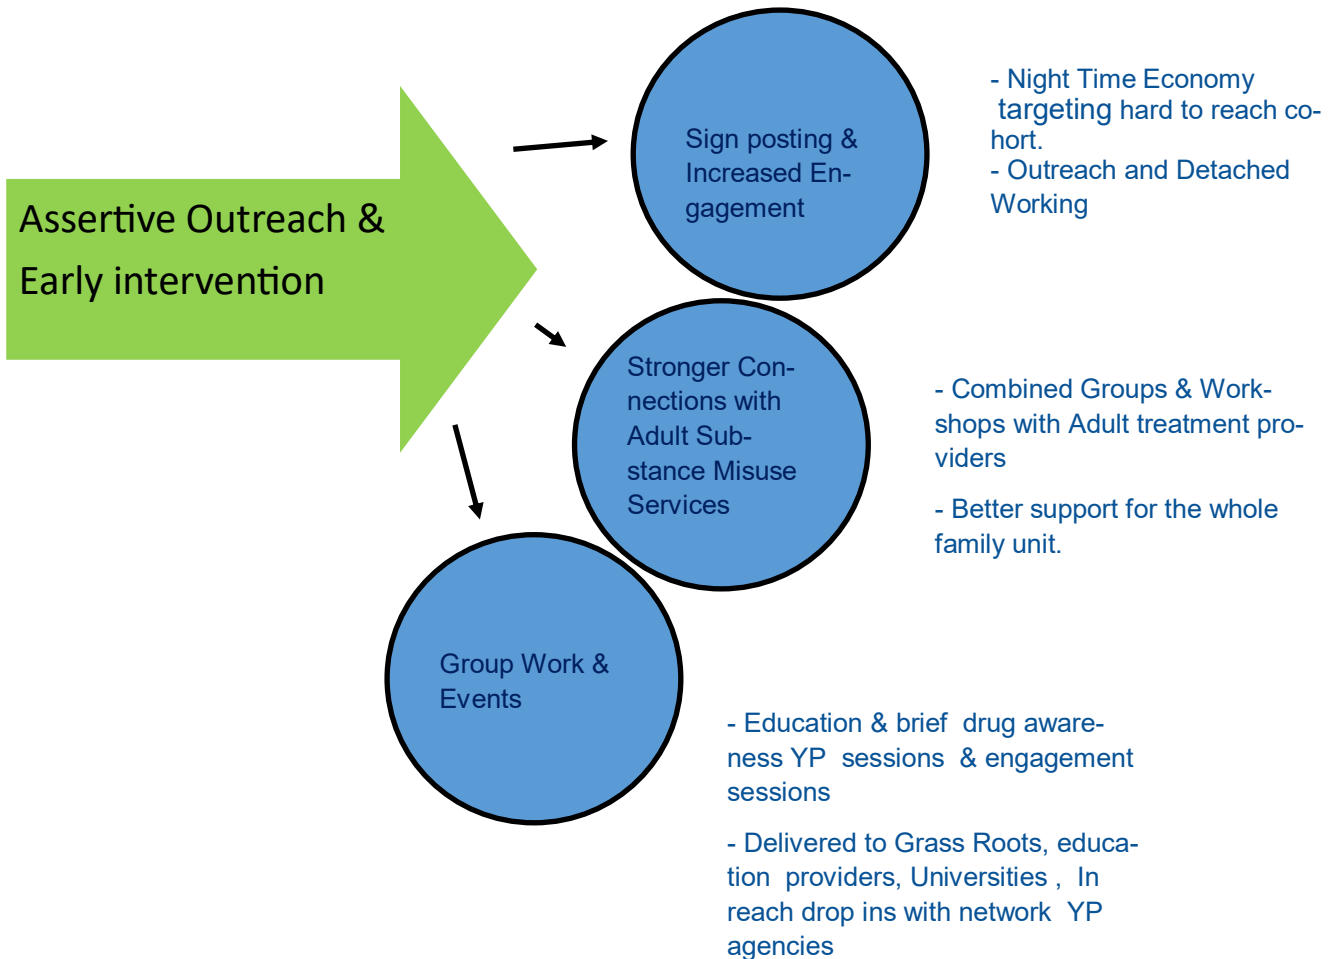 Assertive Outreach &
Early intervention
Sign posting &
Increased En-
gagement
- Night Time Economy
targeting hard to reach co-
hort.
- Outreach and Detached
Working
Stronger Con-
nections with
Adult Sub-
stance Misuse
Services
- Combined Groups & Work-
shops with Adult treatment pro-
viders
- Better support for the whole
family unit.
Group Work &
Events
- Education & brief drug aware-
ness YP sessions & engagement
sessions
- Delivered to Grass Roots, educa-
tion providers, Universities , In
reach drop ins with network YP
agencies